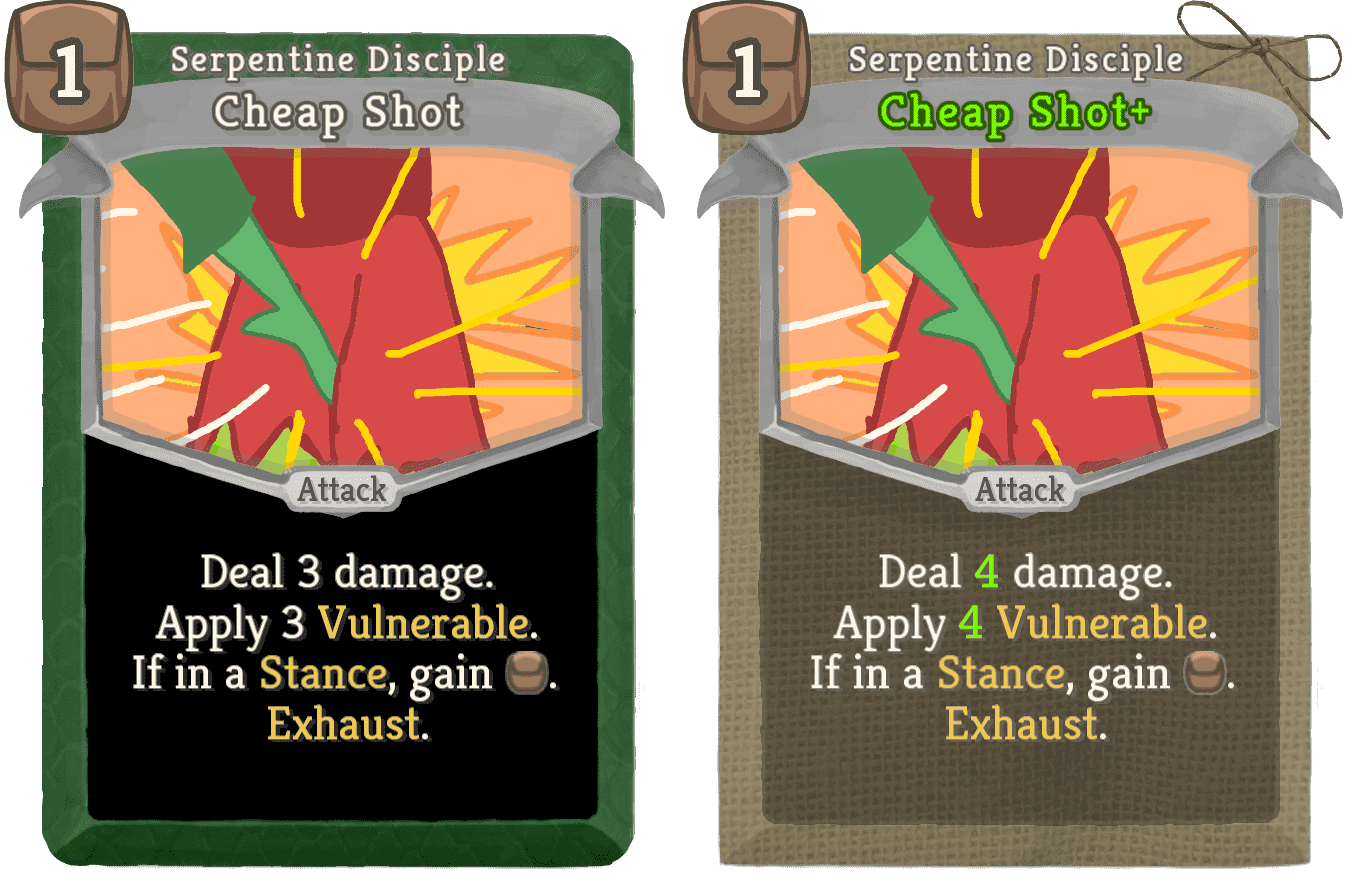 1
Serpentine Disciple
Cheap Shot
Attack
Deal 3 damage.
Apply 3 Vulnerable.
If in a Stance, gain .
Exhaust.
1
Serpentine Disciple
Cheap Shot+
Attack
Deal 4 damage.
Apply 4 Vulnerable.
If in a Stance, gain .
Exhaust.